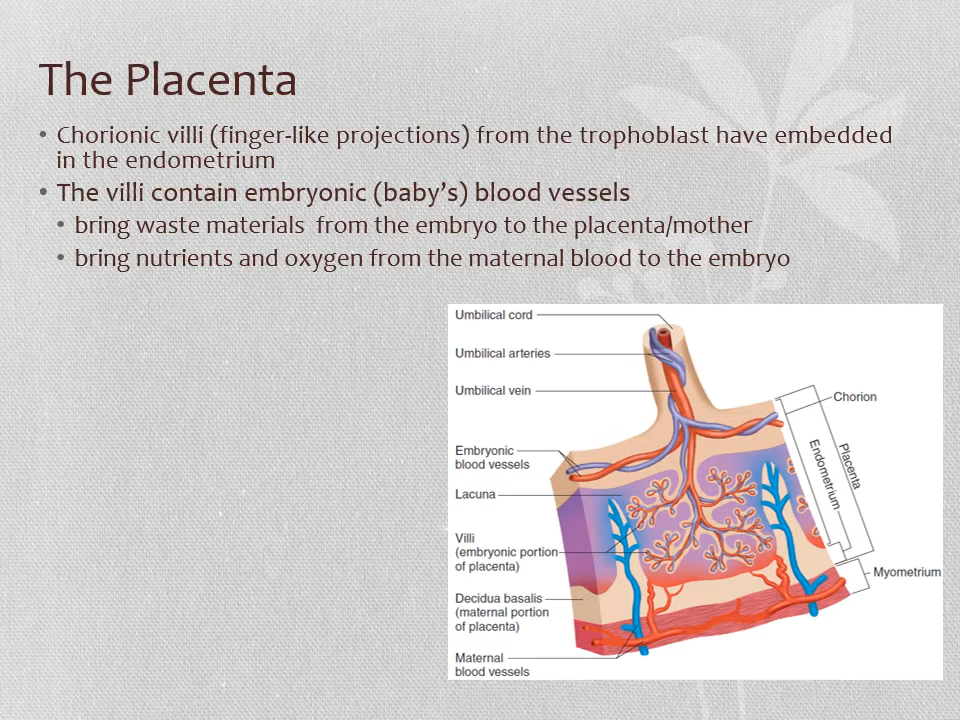 The Placenta
• Chorionic villi (finger-like projections) from the trophoblast have embedded
in the endometrium
• The villi contain embryonic (baby’s) blood vessels
• bring waste materials  from the embryo to the placenta/mother
• bring nutrients and oxygen from the maternal blood to the embryo
Umbilical cord
Umbilical arteries
Umbilical vein
Embryonic
blood vessels
Lacuna
Villi
(embryonic portion
of placenta)
Decidua basalis
(maternal portion
of placenta)
Maternal
blood vessels
Chorion
Placenta
Endometrium
Myometrium